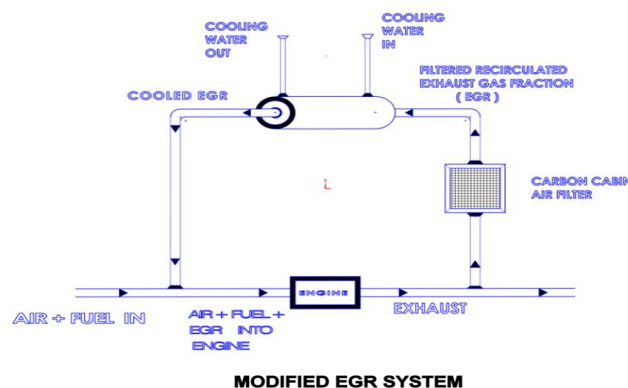 COOLING
WATER
OUT
COOLING
WATER
IN
COOLED EGR
FILTERED RECIRCULATED
EXHAUST GAS FRACTION
( EGR )
CARBON CABIN
AIR FILTER
ENGINE
AIR + FUEL IN
AIR + FUEL +
EGR INTO
ENGINE
EXHAUST
MODIFIED EGR SYSTEM